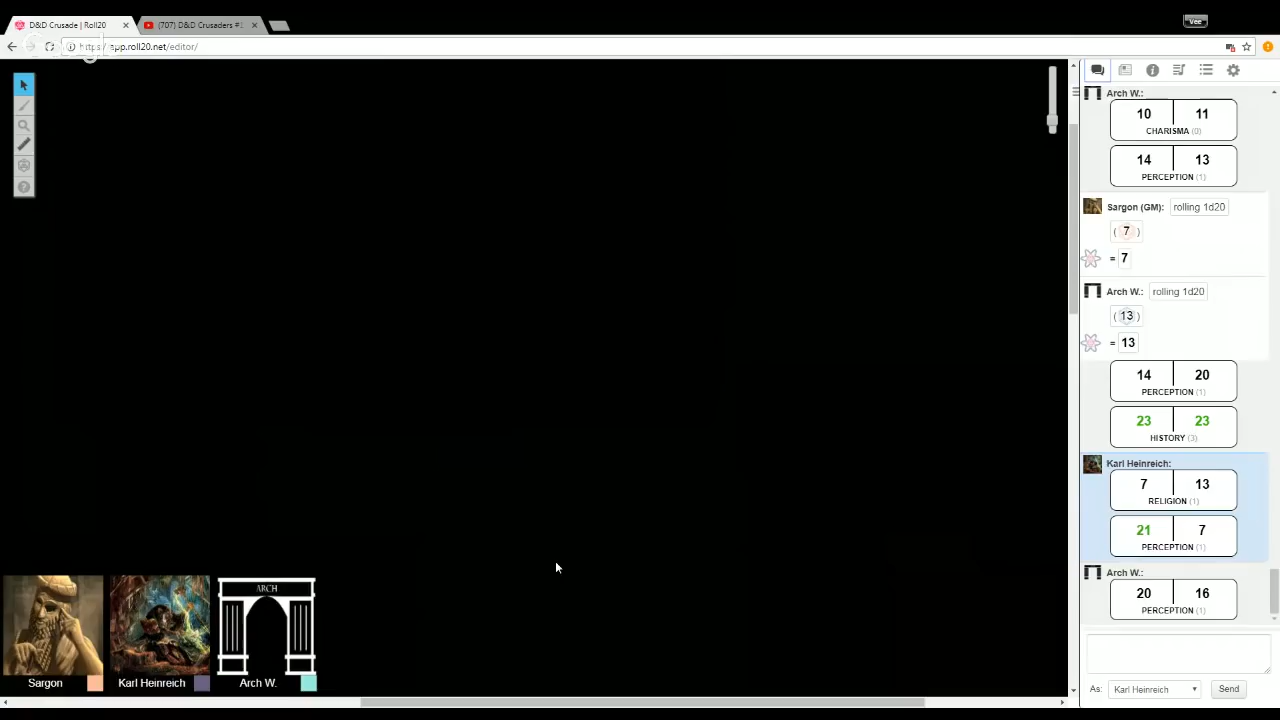 D&D Crusade | Roll20
(707) D&D Crusaders #
Vee
https:/ app.roll20.net/editor/
Arch W.:
10 11
CHARISMA (0)
14 13
PERCEPTION (1)
Sargon (GM): rolling 1d20
( 7 )
= 7
Arch W.: rolling 1d20
( 13 )
= 13
14 20
PERCEPTION (1)
23 23
HISTORY (3)
Karl Heinreich:
7 13
RELIGION (1)
21 7
PERCEPTION (1)
Arch W.:
20 16
PERCEPTION (1)
ARCH
Sargon
Karl Heinreich
Arch W.
As: Karl Heinreich Send